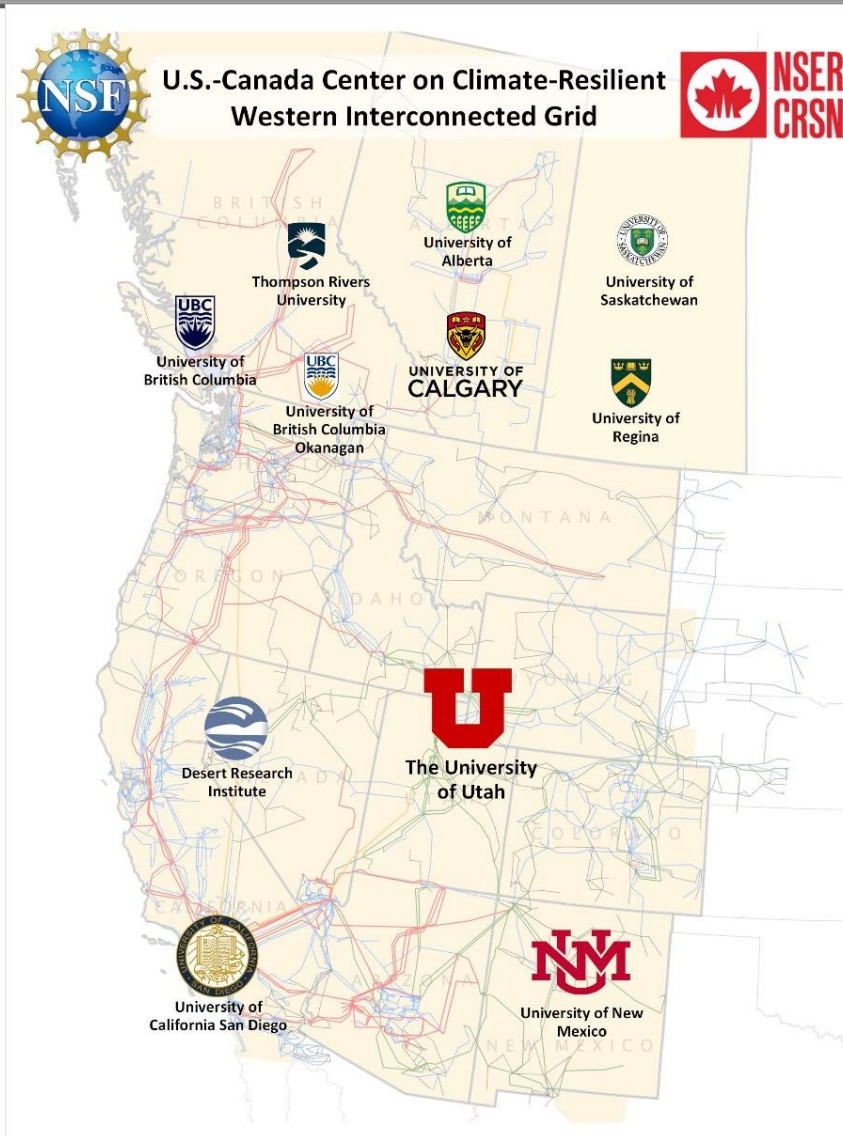 NSF
U.S.-Canada Center on Climate-Resilient
Western Interconnected Grid
NSER
CRSN
BRITISH
COLUMBIA
ALBERTA
University of
Alberta
UNIVERSITY OF
SASKATCHEWAN
University of
Saskatchewan
Thompson Rivers
University
UBC
University of
British Columbia
UBC
University of
British Columbia
Okanagan
UNIVERSITY OF
CALGARY
University of
Regina
WASHINGTON
MONTANA
OREGON
IDAHO
WYOMING
The University
of Utah
Desert Research
Institute
NEVADA
COLORADO
CALIFORNIA
UNIVERSITY OF CALIFORNIA
SAN DIEGO
University of
California San Diego
ARIZONA
UNM
University of New
Mexico
NEW MEXICO